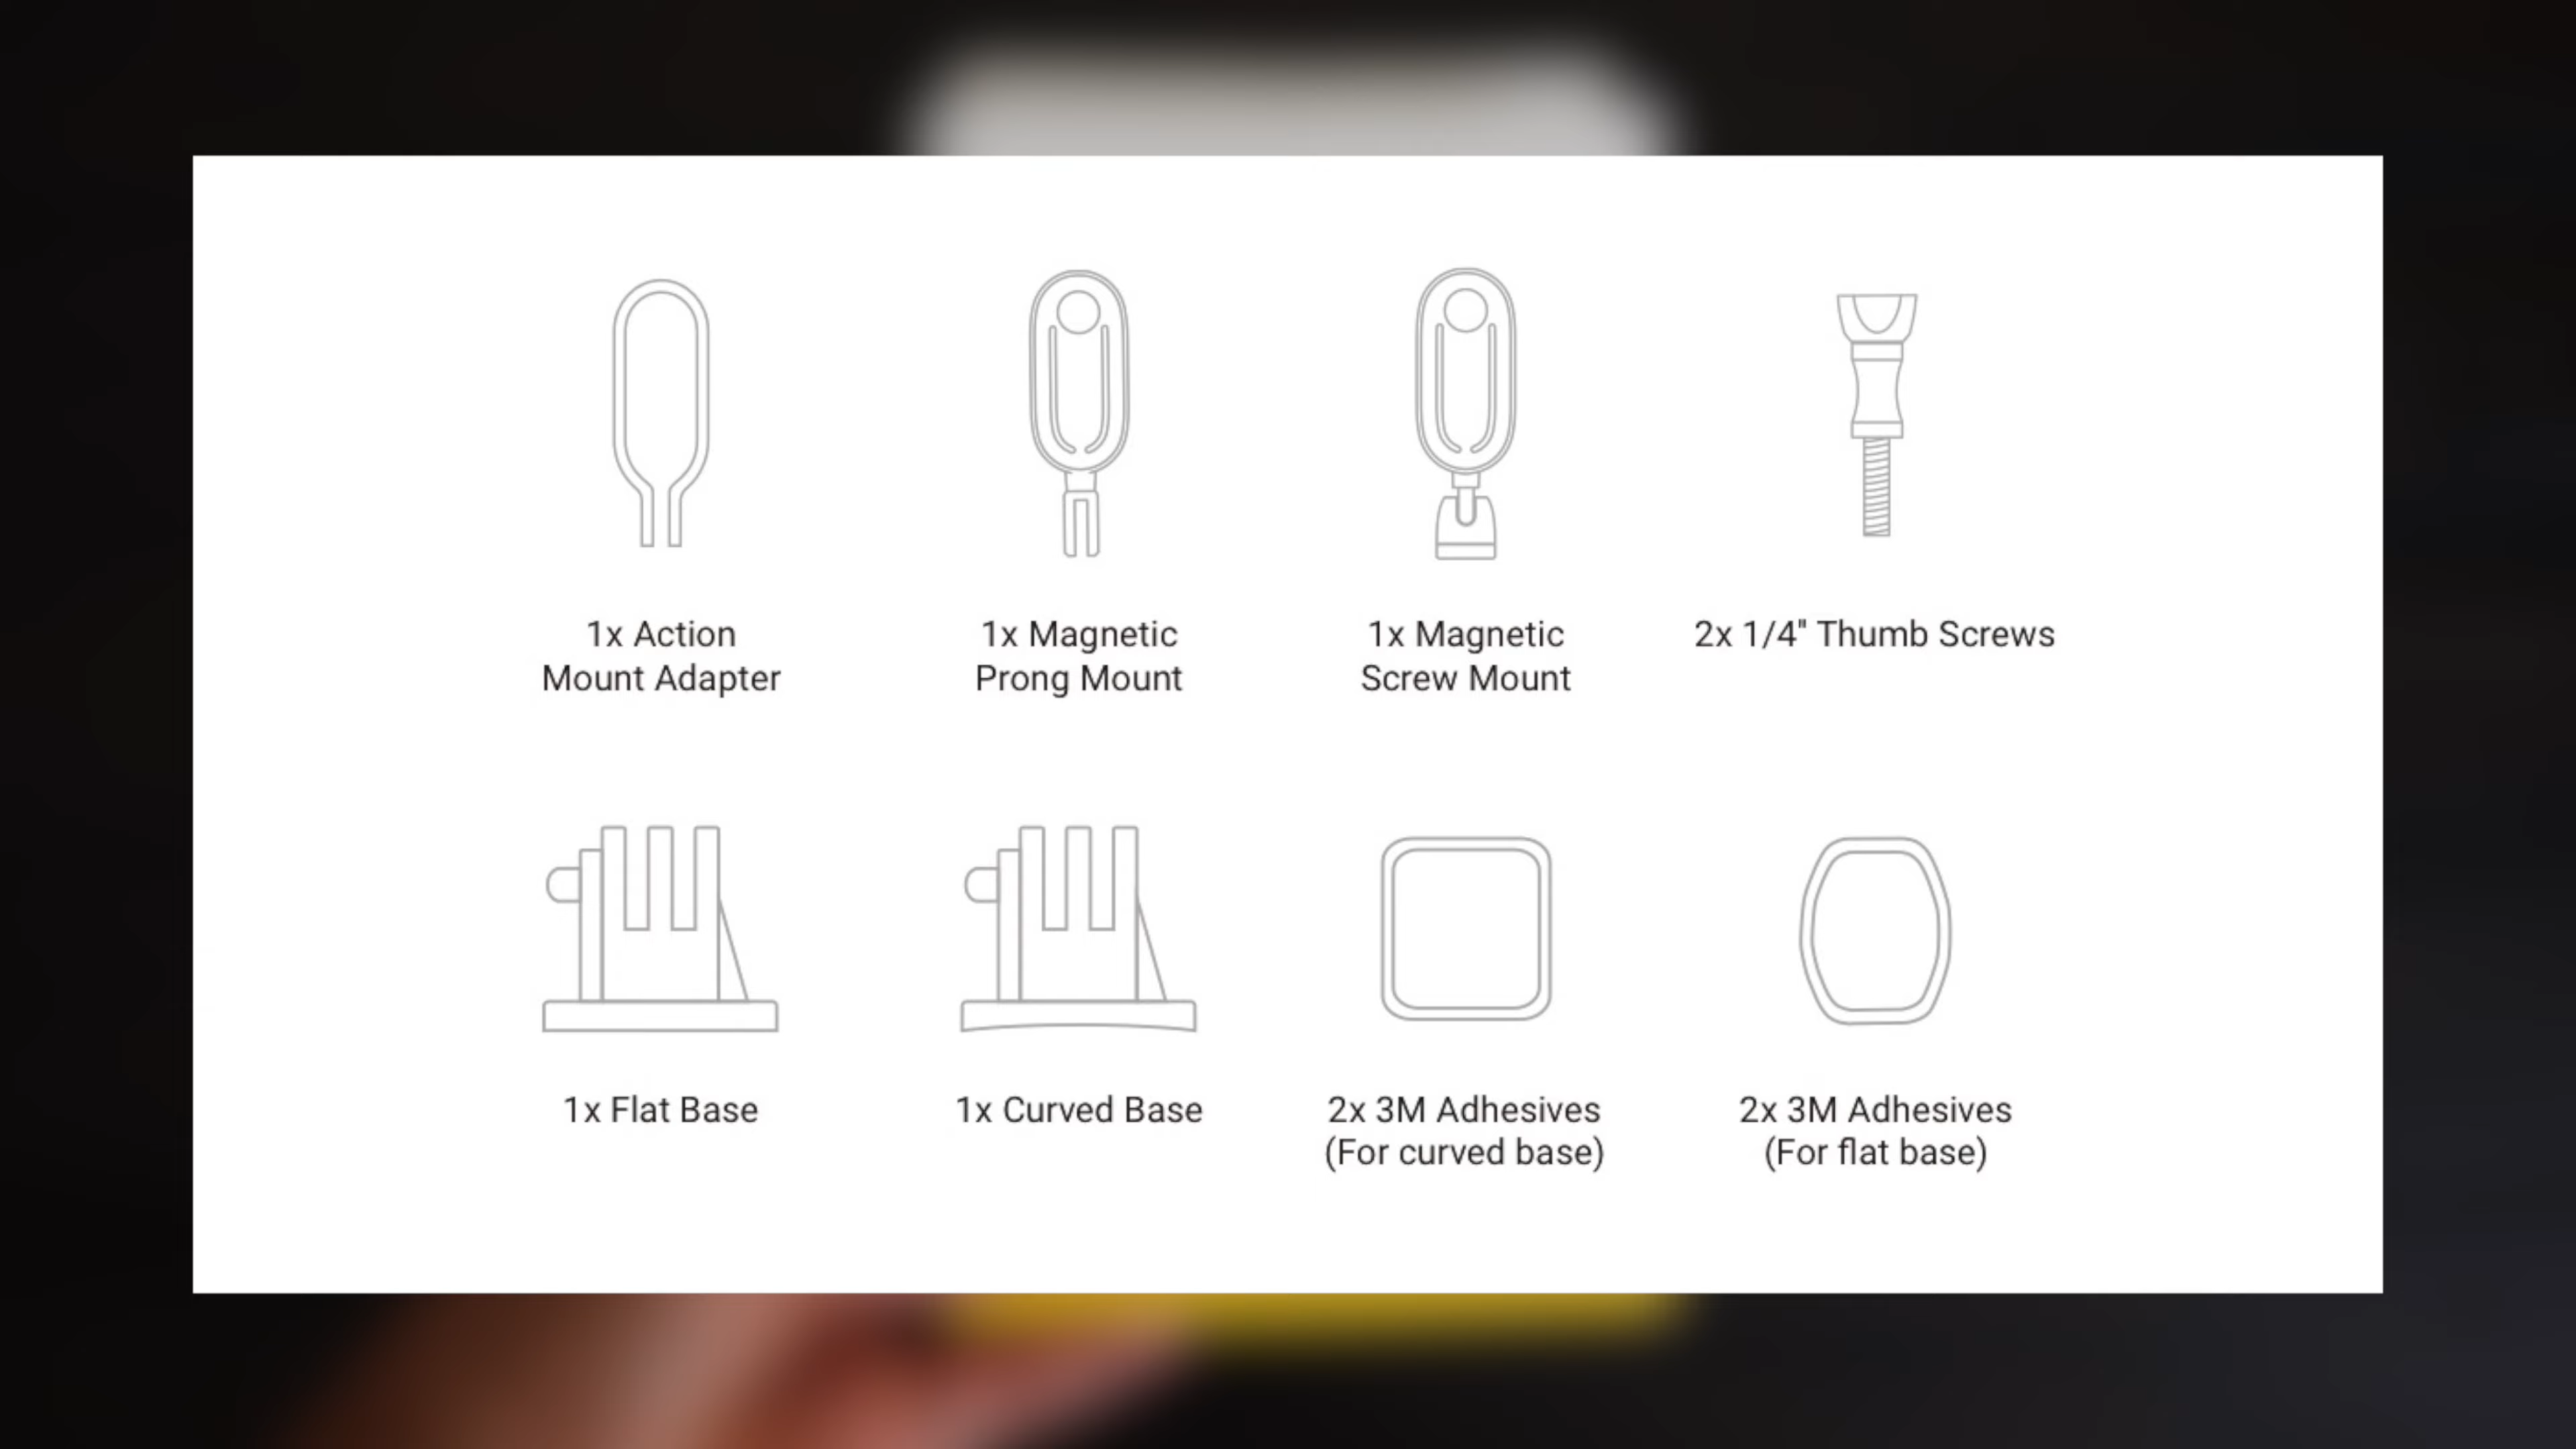 1x Action
Mount Adapter
1x Magnetic
Prong Mount
1x Magnetic
Screw Mount
2x 1/4" Thumb Screws
1x Flat Base
1x Curved Base
2x 3M Adhesives
(For curved base)
2x 3M Adhesives
(For flat base)